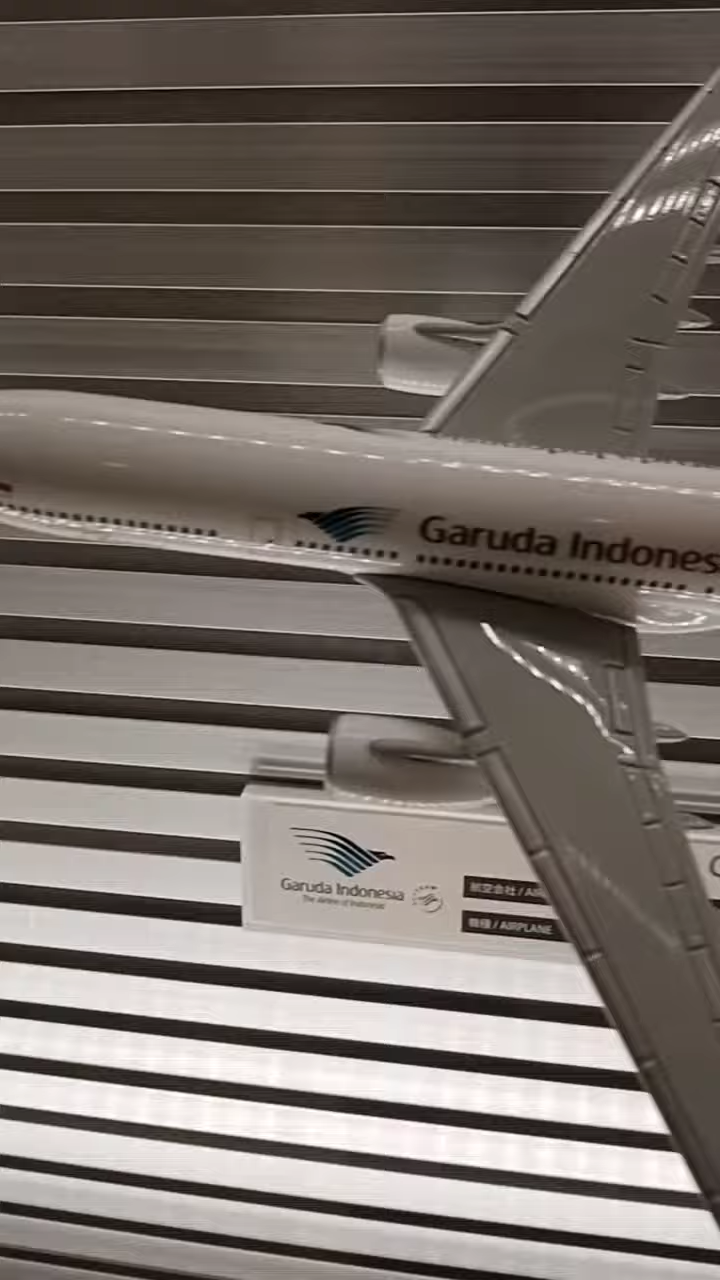 Garuda Indones
Garuda Indonesia
The Airline of Indonesia
航空会社 / AIR
機種 / AIRPLANE